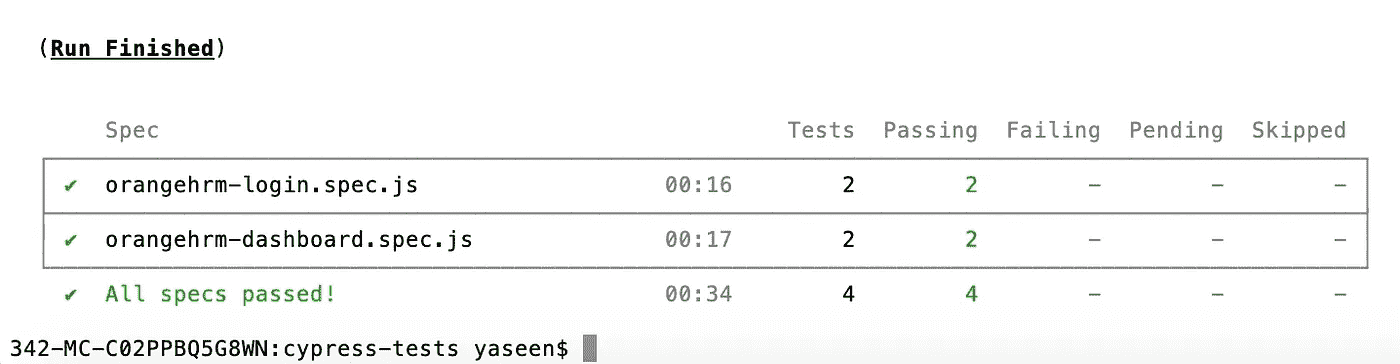 (Run Finished)
Spec Tests Passing Failing Pending Skipped
✔ orangehrm-login.spec.js 00:16 2 2 – – –
✔ orangehrm-dashboard.spec.js 00:17 2 2 – – –
✔ All specs passed! 00:34 4 4 – – –
342-MC-C02PPBQ5G8WN:cypress-tests yaseen$